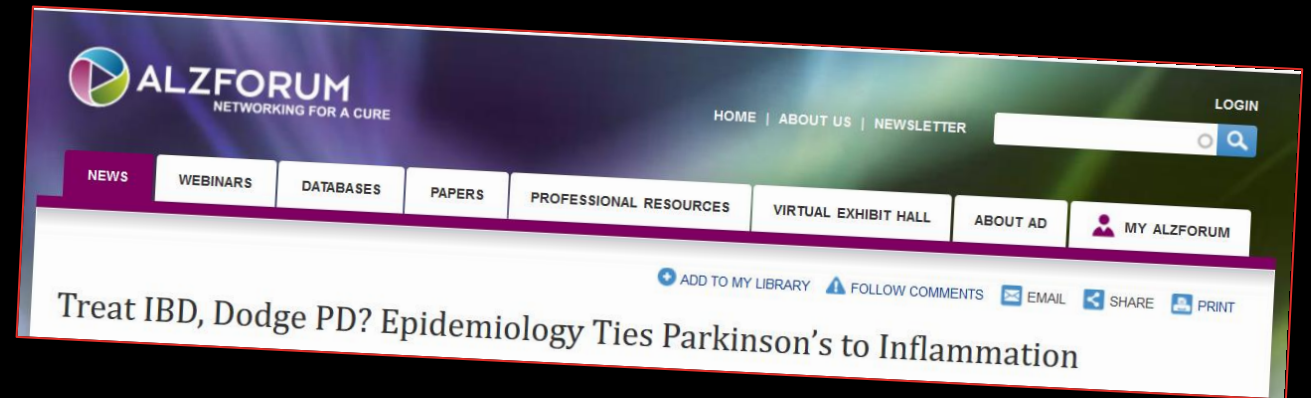 ALZFORUM
NETWORKING FOR A CURE
LOGIN
HOME | ABOUT US | NEWSLETTER
NEWS
WEBINARS
DATABASES
PAPERS
PROFESSIONAL RESOURCES
VIRTUAL EXHIBIT HALL
ABOUT AD
MY ALZFORUM
ADD TO MY LIBRARY
FOLLOW COMMENTS
EMAIL
SHARE
PRINT
Treat IBD, Dodge PD? Epidemiology Ties Parkinson’s to Inflammation